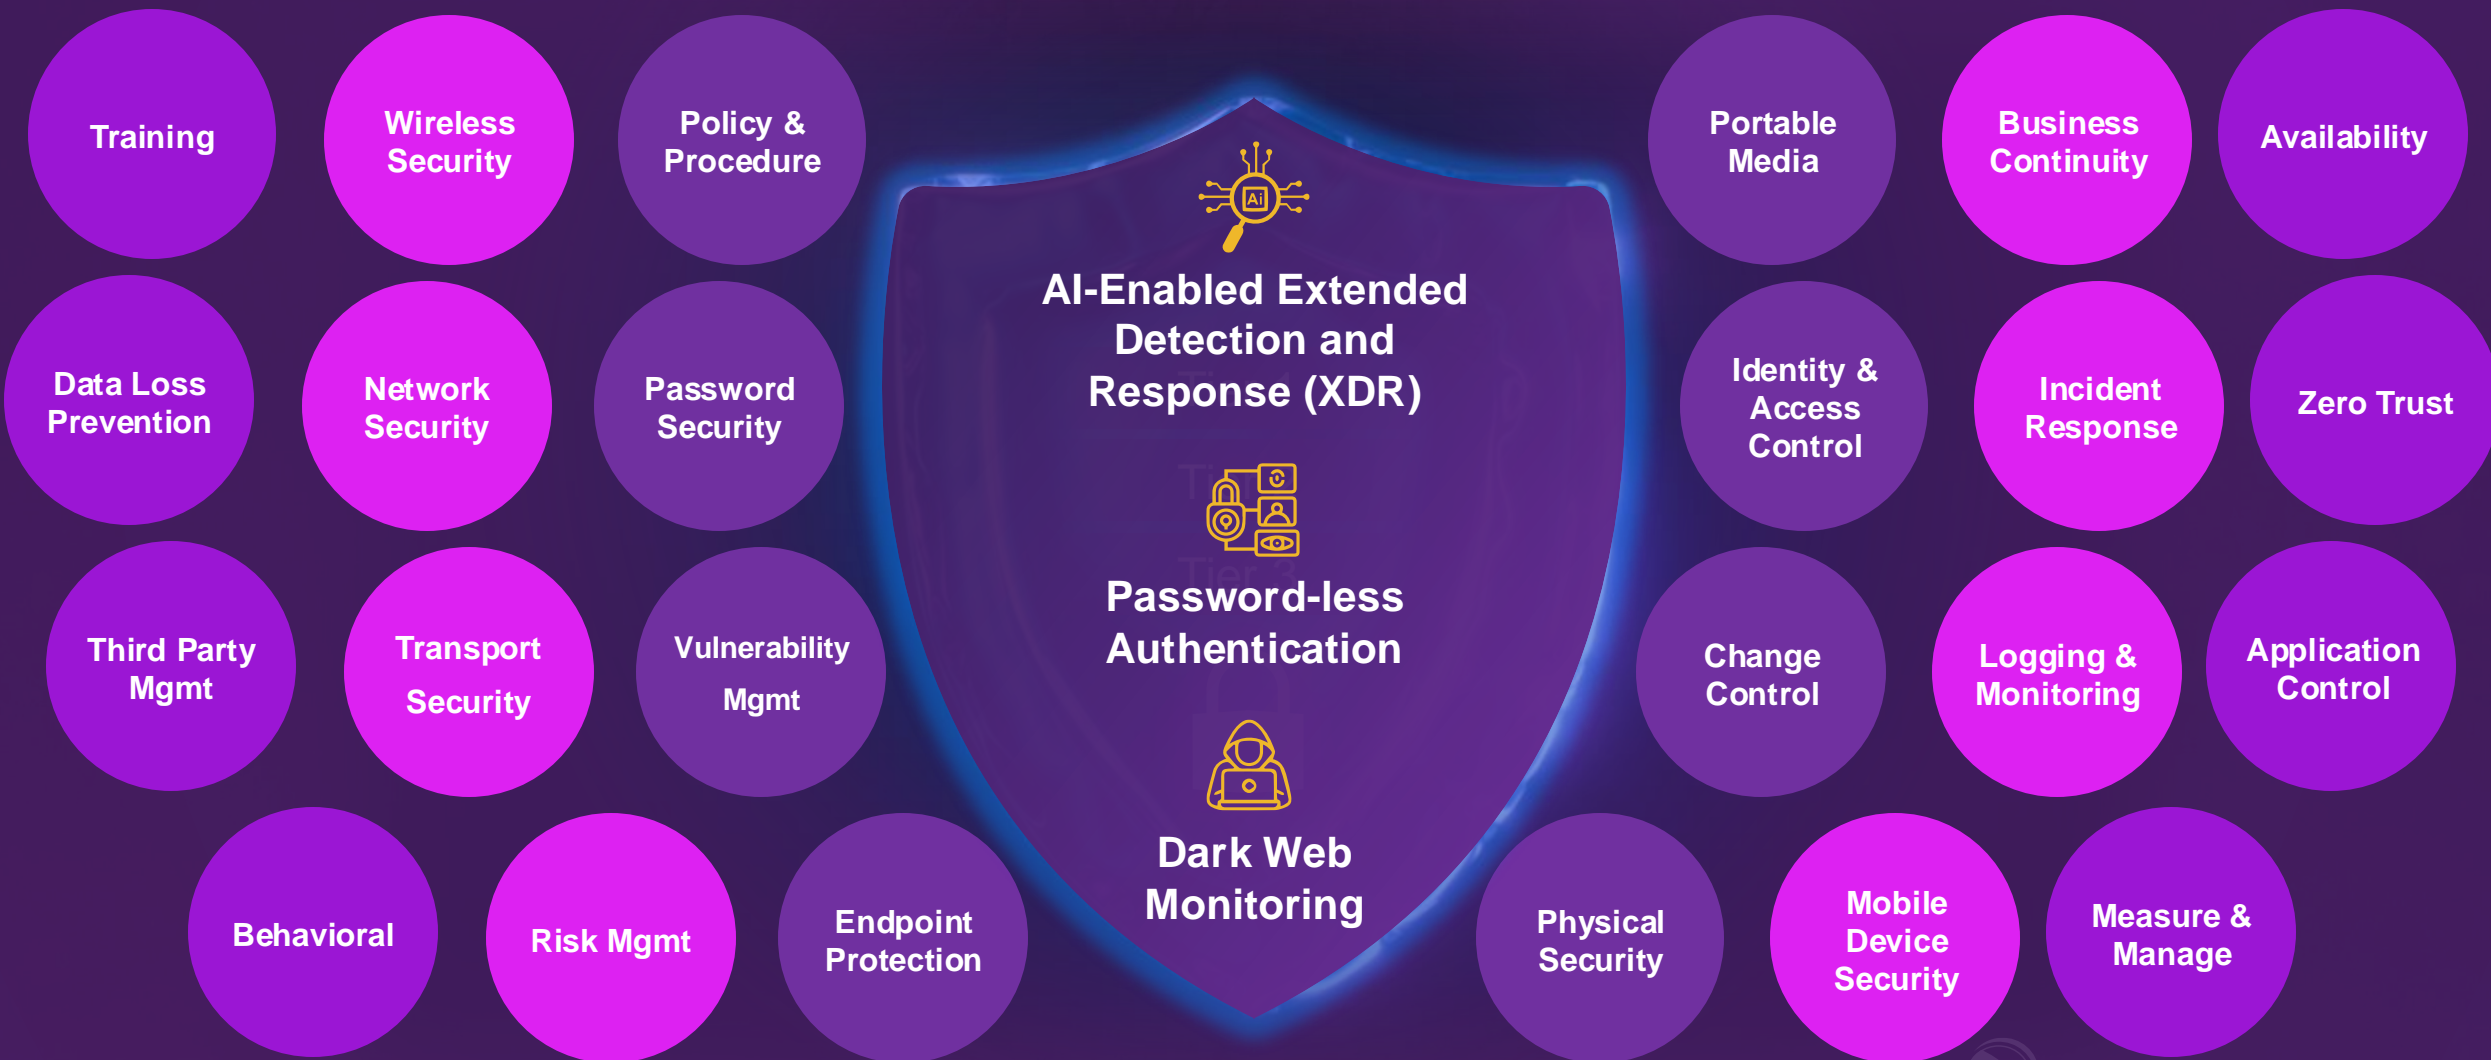 Training
Wireless
Security
Policy &
Procedure
Data Loss
Prevention
Network
Security
Password
Security
Third Party
Mgmt
Transport
Security
Vulnerability
Mgmt
Behavioral
Risk Mgmt
Endpoint
Protection
Ai
AI-Enabled Extended
Detection and
Response (XDR)
Password-less
Authentication
Tier 3
Dark Web
Monitoring
Portable
Media
Business
Continuity
Availability
Identity &
Access
Control
Incident
Response
Zero Trust
Change
Control
Logging &
Monitoring
Application
Control
Physical
Security
Mobile
Device
Security
Measure &
Manage